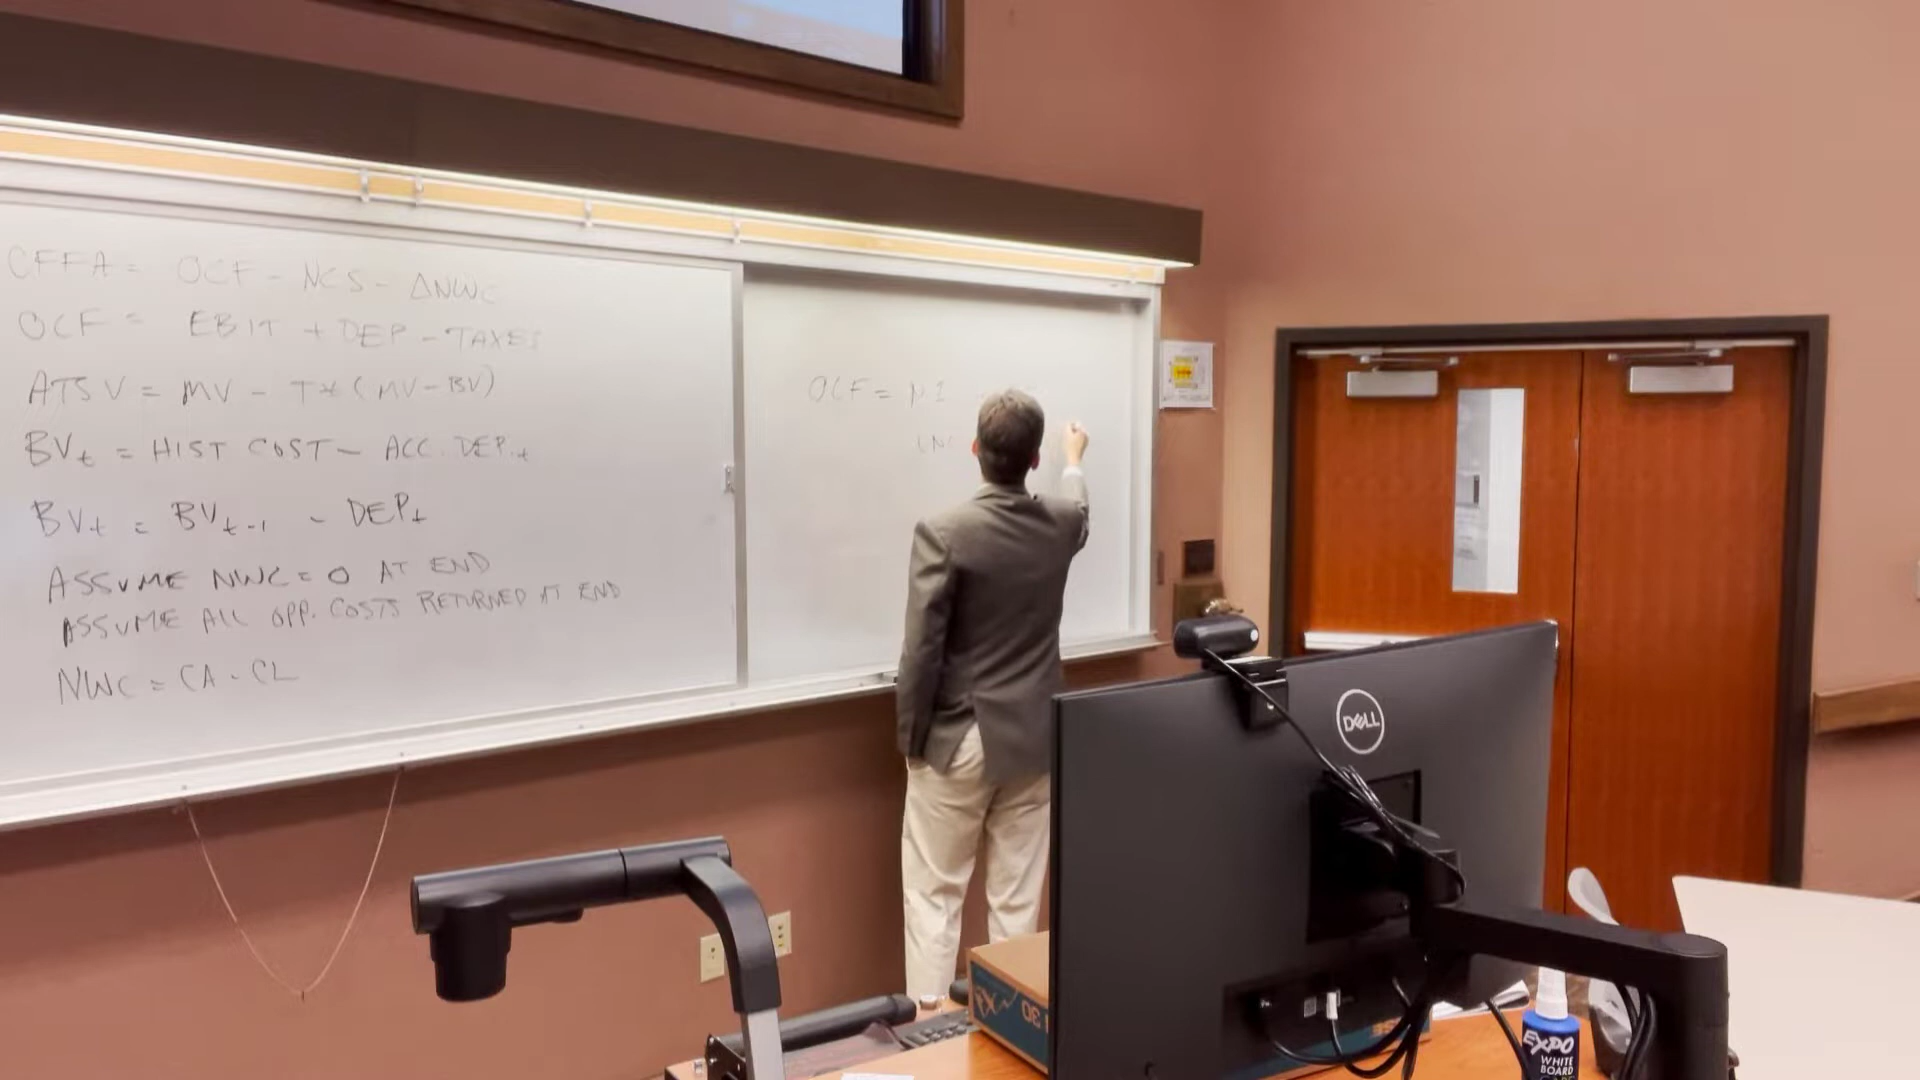 CFFA = OCF - NCS - ΔNWC
OCF = EBIT + DEP - TAXES
ATSV = MV - T*(MV-BV)
BVt = HIST COST - ACC. DEP.t
BVt = BVt-1 - DEPt
ASSUME NWC = 0 AT END
ASSUME ALL OPP. COSTS RETURNED AT END
NWC = CA - CL
OCF = NI
(N
DELL
EXPO
WHITE
BOARD